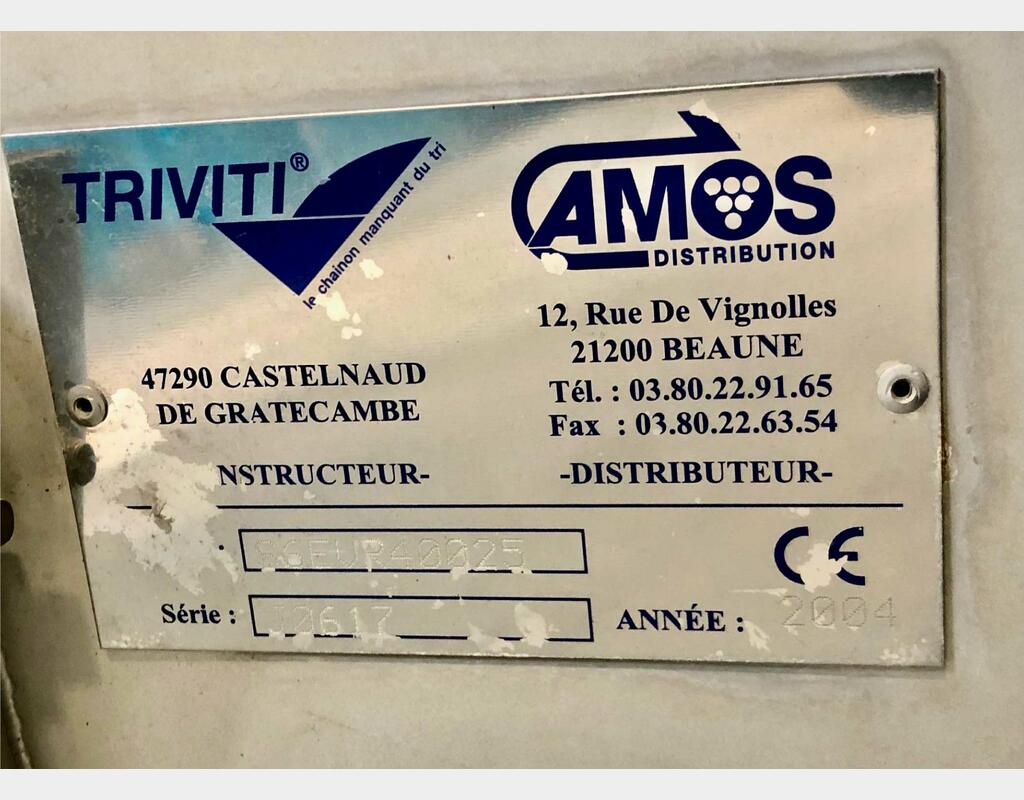 TRIVITI®
le chainon manquant du tri
47290 CASTELNAUD
DE GRATECAMBE
NSTRUCTEUR-
AMOS
DISTRIBUTION
12, Rue De Vignolles
21200 BEAUNE
Tél. : 03.80.22.91.65
Fax : 03.80.22.63.54
-DISTRIBUTEUR-
CE
Série : J0617
ANNÉE : 2004